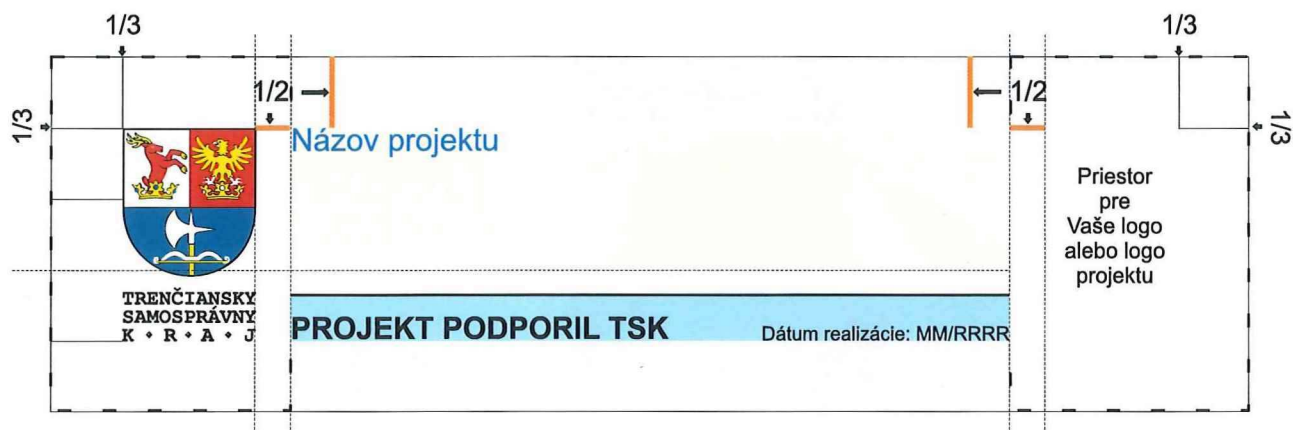 1/3
1/3
1/2
1/2
1/3
1/3
Názov projektu
Priestor
pre
Vaše logo
alebo logo
projektu
TRENČIANSKY
SAMOSPRÁVNY
K • R • A • J
PROJEKT PODPORIL TSK
Dátum realizácie: MM/RRRR